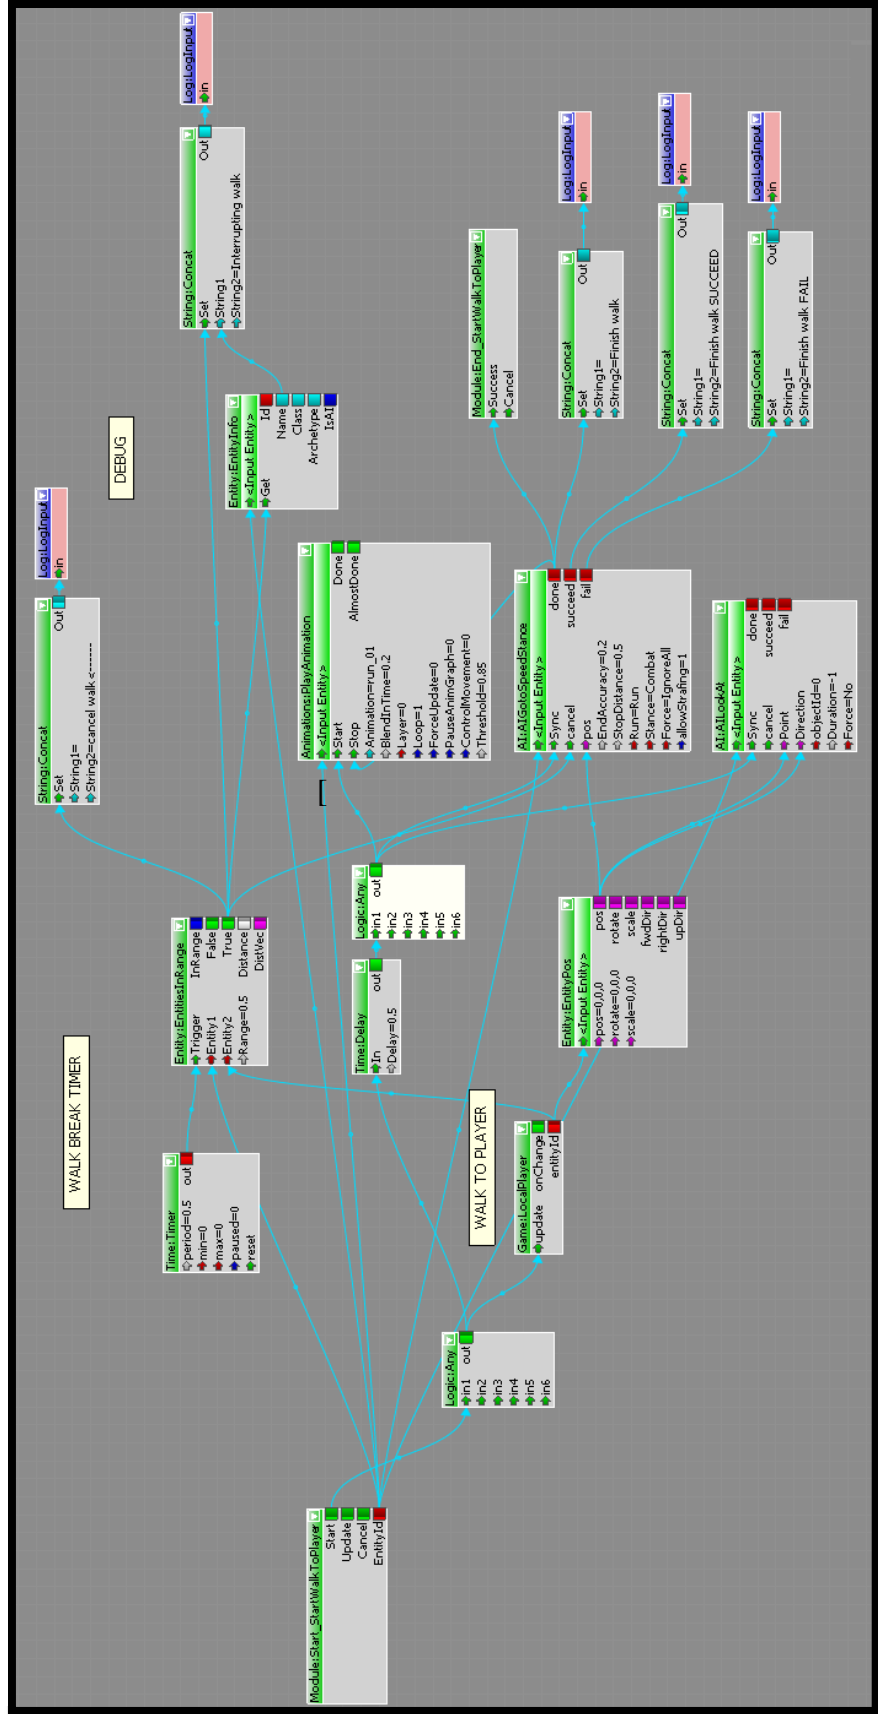 Module:Start_StartWalkToPlayer
Start
Update
Cancel
EntityId
WALK BREAK TIMER
Time:Timer
period=0.5
out
min=0
max=0
paused=0
reset
Entity:EntitiesInRange
Trigger
InRange
Entity1
False
Entity2
True
Range=0.5
Distance
DistVec
String:Concat
Set
Out
String1=
String2=cancel walk <------
Log:LogInput
in
DEBUG
Entity:EntityInfo
<Input Entity>
Get
Id
Name
Class
Archetype
IsAI
String:Concat
Set
Out
String1
String2=Interrupting walk
Log:LogInput
in
Logic:Any
in1
out
in2
in3
in4
in5
in6
Time:Delay
In
out
Delay=0.5
Logic:Any
in1
out
in2
in3
in4
in5
in6
Animations:PlayAnimation
<Input Entity>
Start
Done
Stop
AlmostDone
Animation=run_01
BlendInTime=0.2
Layer=0
Loop=1
ForceUpdate=0
PauseAnimGraph=0
ControlMovement=0
Threshold=0.85
WALK TO PLAYER
Game:LocalPlayer
update
onChange
entityId
Entity:EntityPos
<Input Entity>
pos=0,0,0
pos
rotate=0,0,0
rotate
scale=0,0,0
scale
fwdDir
rightDir
upDir
AI:AIGotoSpeedStance
<Input Entity>
Sync
done
cancel
succeed
pos
fail
EndAccuracy=0.2
StopDistance=0.5
Run=Run
Stance=Combat
Force=IgnoreAll
allowStrafing=1
AI:AILookAt
<Input Entity>
Sync
done
cancel
succeed
Point
fail
Direction
objectId=0
Duration=-1
Force=No
Module:End_StartWalkToPlayer
Success
Cancel
String:Concat
Set
Out
String1=
String2=Finish walk
Log:LogInput
in
String:Concat
Set
Out
String1=
String2=Finish walk SUCCEED
Log:LogInput
in
String:Concat
Set
Out
String1=
String2=Finish walk FAIL
Log:LogInput
in